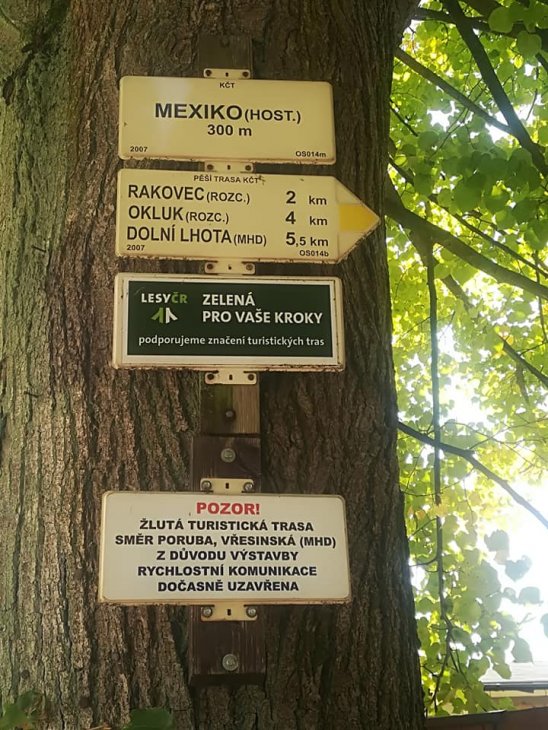 KČT
MEXIKO (HOST.)
300 m
2007 OS014m
PĚŠÍ TRASA KČT
RAKOVEC (ROZC.) 2 km
OKLUK (ROZC.) 4 km
DOLNÍ LHOTA (MHD) 5,5 km
2007 OS014b
LESYČR ZELENÁ
PRO VAŠE KROKY
podporujeme značení turistických tras
POZOR!
ŽLUTÁ TURISTICKÁ TRASA
SMĚR PORUBA, VŘESINSKÁ (MHD)
Z DŮVODU VÝSTAVBY
RYCHLOSTNÍ KOMUNIKACE
DOČASNĚ UZAVŘENA